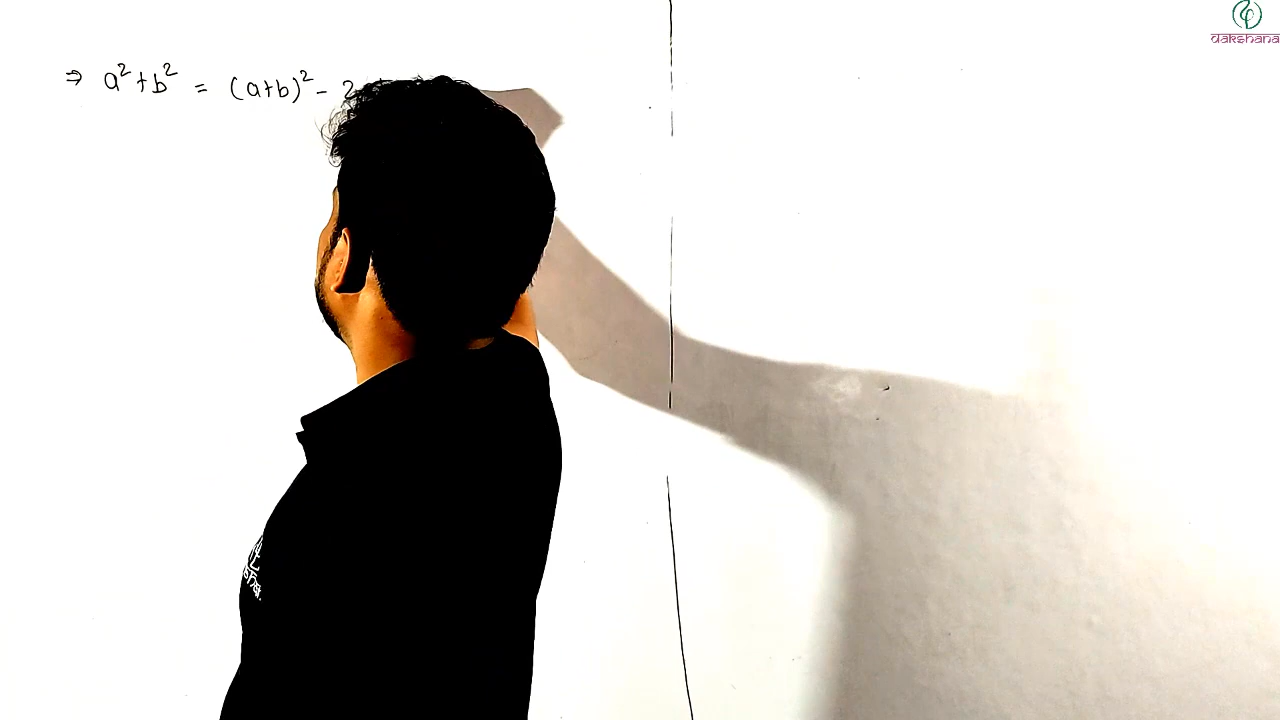 ⇒ a² + b² = (a+b)² - 2
dakshana